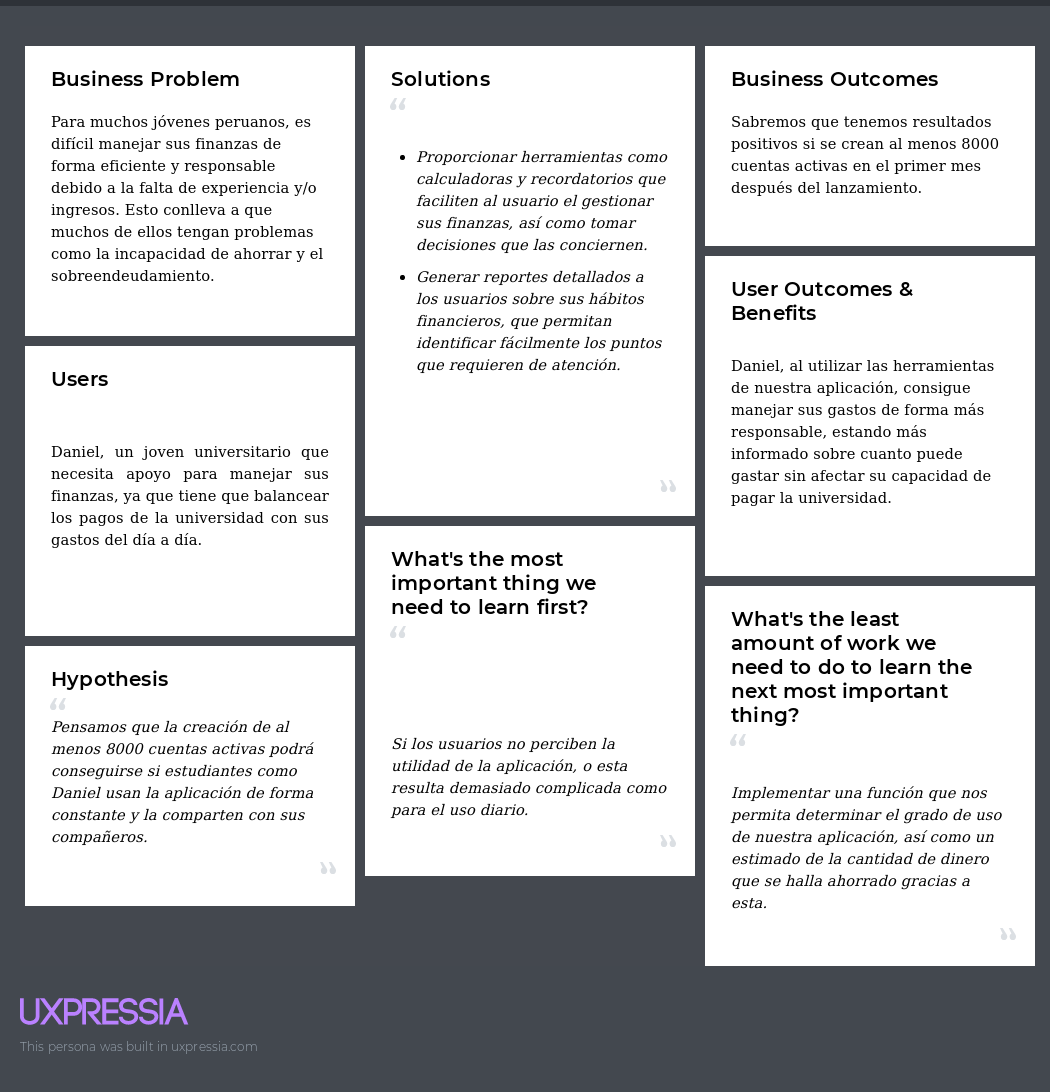 Business Problem
Para muchos jóvenes peruanos, es
difícil manejar sus finanzas de
forma eficiente y responsable
debido a la falta de experiencia y/o
ingresos. Esto conlleva a que
muchos de ellos tengan problemas
como la incapacidad de ahorrar y el
sobreendeudamiento.
Users
Daniel, un joven universitario que
necesita apoyo para manejar sus
finanzas, ya que tiene que balancear
los pagos de la universidad con sus
gastos del día a día.
Hypothesis
“
Pensamos que la creación de al
menos 8000 cuentas activas podrá
conseguirse si estudiantes como
Daniel usan la aplicación de forma
constante y la comparten con sus
compañeros.
”
Solutions
“
• Proporcionar herramientas como
calculadoras y recordatorios que
faciliten al usuario el gestionar
sus finanzas, así como tomar
decisiones que las conciernen.
• Generar reportes detallados a
los usuarios sobre sus hábitos
financieros, que permitan
identificar fácilmente los puntos
que requieren de atención.
”
What's the most
important thing we
need to learn first?
“
Si los usuarios no perciben la
utilidad de la aplicación, o esta
resulta demasiado complicada como
para el uso diario.
”
Business Outcomes
Sabremos que tenemos resultados
positivos si se crean al menos 8000
cuentas activas en el primer mes
después del lanzamiento.
User Outcomes &
Benefits
Daniel, al utilizar las herramientas
de nuestra aplicación, consigue
manejar sus gastos de forma más
responsable, estando más
informado sobre cuanto puede
gastar sin afectar su capacidad de
pagar la universidad.
What's the least
amount of work we
need to do to learn the
next most important
thing?
“
Implementar una función que nos
permita determinar el grado de uso
de nuestra aplicación, así como un
estimado de la cantidad de dinero
que se halla ahorrado gracias a
esta.
”
UXPRESSIA
This persona was built in uxpressia.com